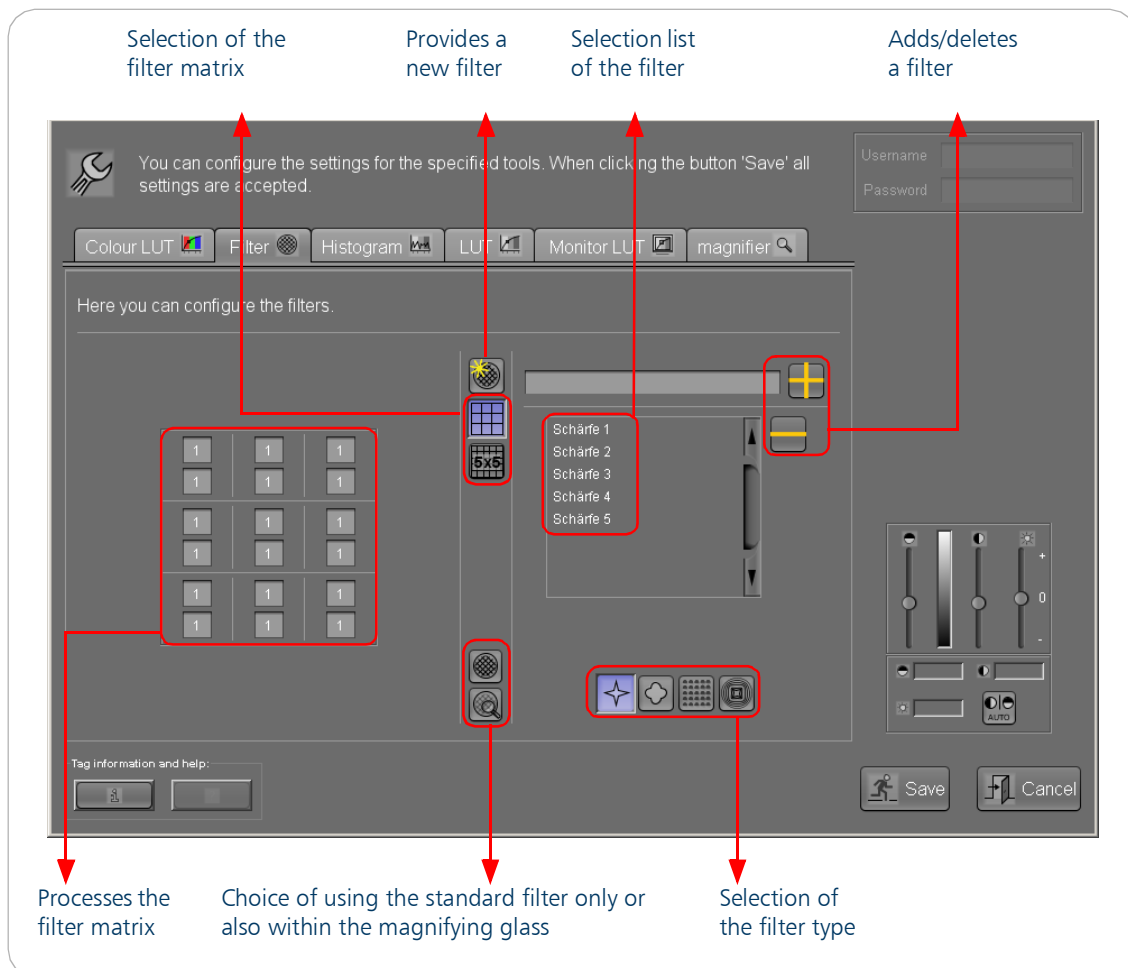 Selection of the
filter matrix
Provides a
new filter
Selection list
of the filter
Adds/deletes
a filter
You can configure the settings for the specified tools. When clicking the button 'Save' all
settings are accepted.
Username
Password
Colour LUT
Filter
Histogram
LUT
Monitor LUT
magnifier
Here you can configure the filters.
5x5
Schärfe 1
Schärfe 2
Schärfe 3
Schärfe 4
Schärfe 5
1 1 1
1 1 1
1 1 1
1 1 1
1 1 1
1 1 1
+
0
-
AUTO
Tag information and help:
i
Save
Cancel
Processes the
filter matrix
Choice of using the standard filter only or
also within the magnifying glass
Selection of
the filter type